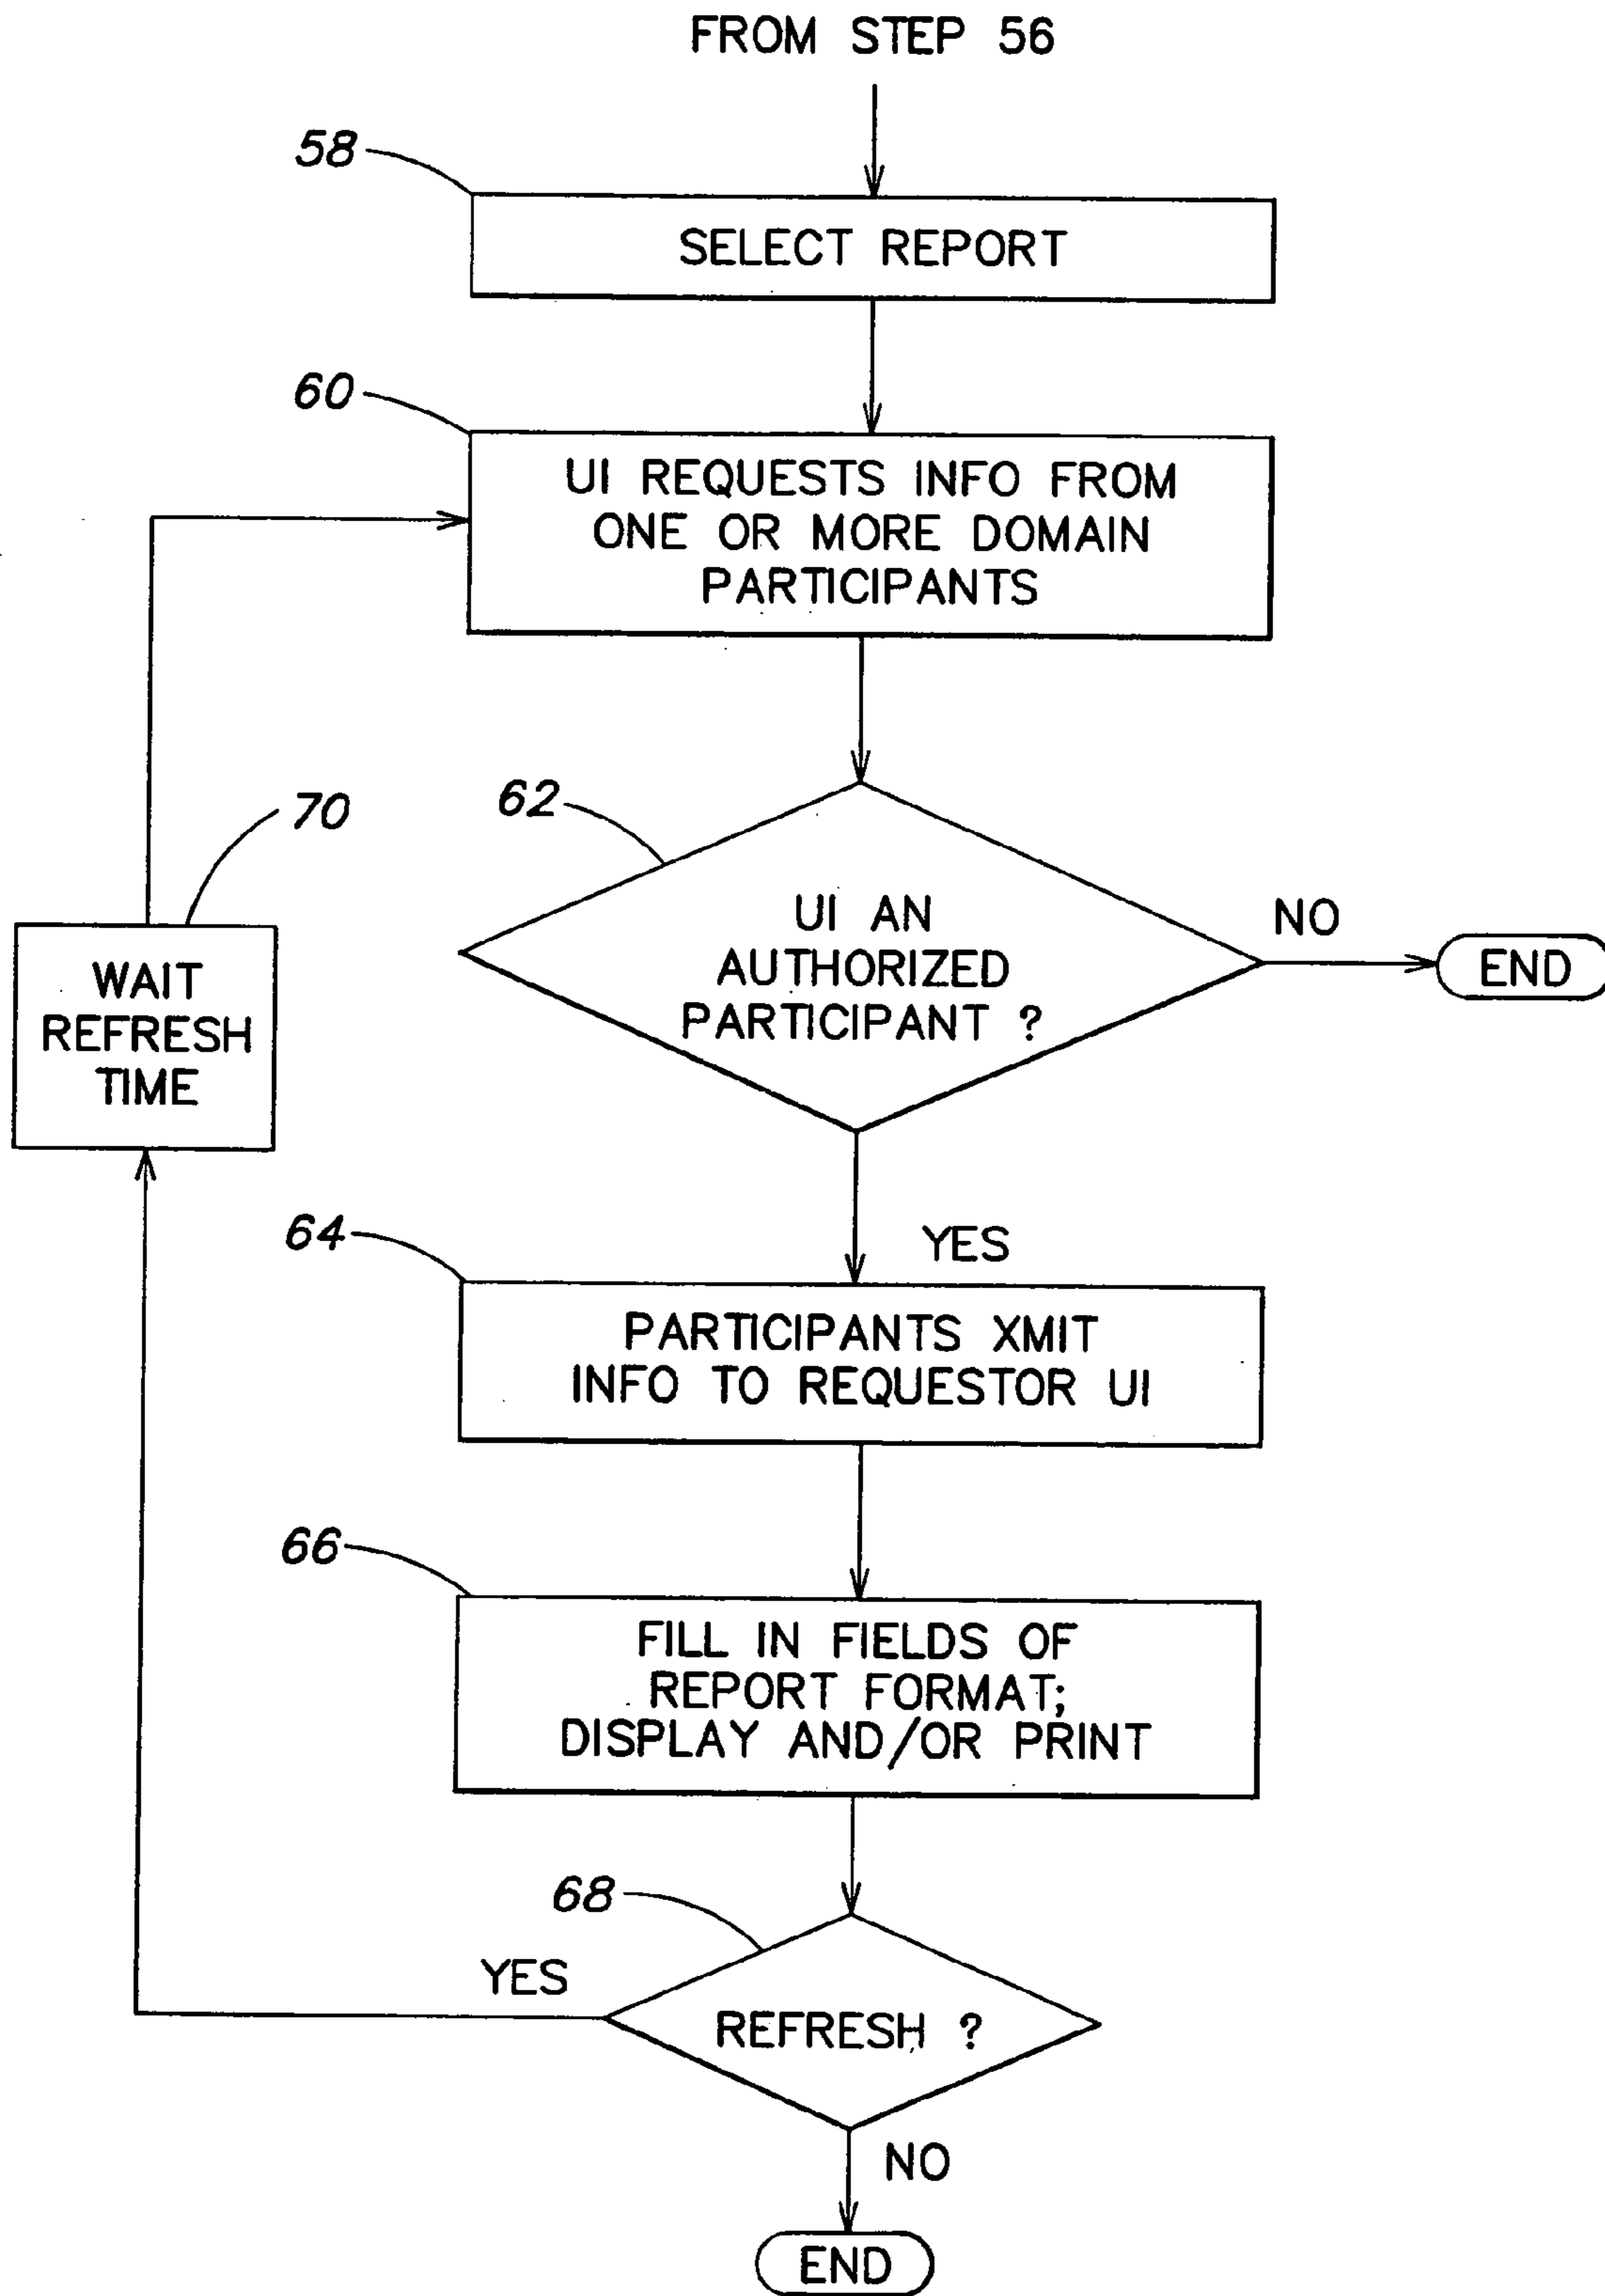 FROM STEP 56
58
SELECT REPORT
60
UI REQUESTS INFO FROM
ONE OR MORE DOMAIN
PARTICIPANTS
62
UI AN
AUTHORIZED
PARTICIPANT ?
NO
END
70
WAIT
REFRESH
TIME
YES
64
PARTICIPANTS XMIT
INFO TO REQUESTOR UI
66
FILL IN FIELDS OF
REPORT FORMAT;
DISPLAY AND/OR PRINT
68
YES
REFRESH ?
NO
END